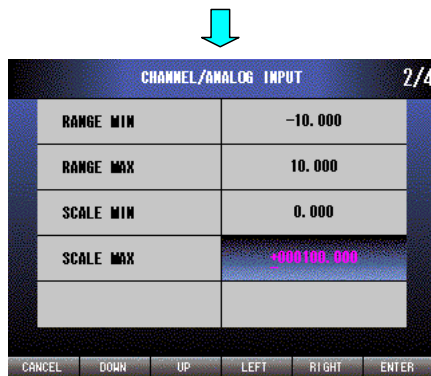 CHANNEL/ANALOG INPUT 2/4
RANGE MIN -10.000
RANGE MAX 10.000
SCALE MIN 0.000
SCALE MAX +000100.000
CANCEL DOWN UP LEFT RIGHT ENTER